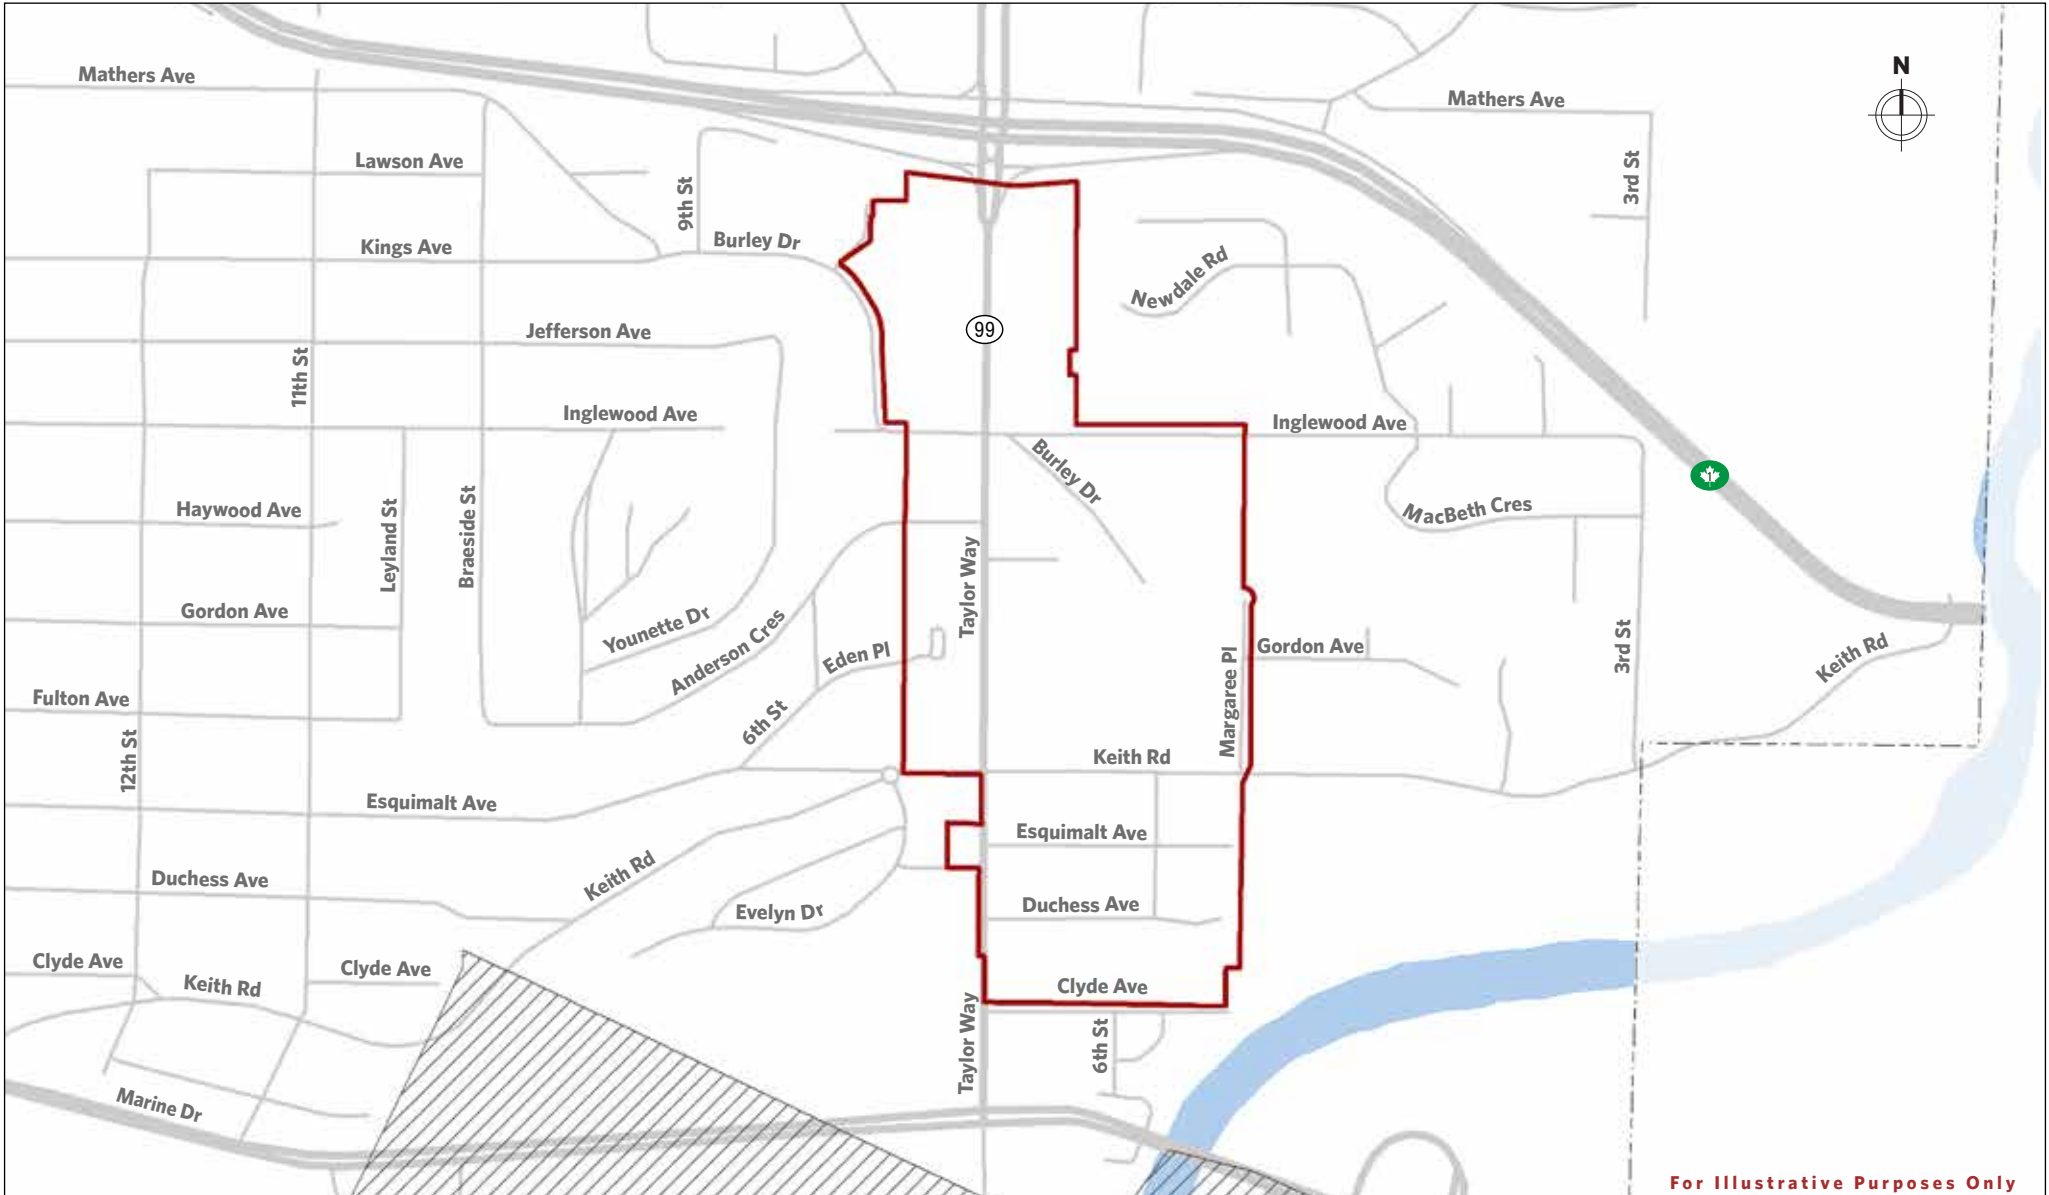 Mathers Ave
N
Mathers Ave
Lawson Ave
3rd St
9th St
Kings Ave
Burley Dr
Newdale Rd
Jefferson Ave
99
11th St
Inglewood Ave
Inglewood Ave
Burley Dr
1
Haywood Ave
Leyland St
Braeside St
MacBeth Cres
Taylor Way
Gordon Ave
Younette Dr
Anderson Cres
Eden Pl
Gordon Ave
Margaree Pl
3rd St
Keith Rd
Fulton Ave
6th St
12th St
Keith Rd
Esquimalt Ave
Esquimalt Ave
Duchess Ave
Keith Rd
Evelyn Dr
Duchess Ave
Clyde Ave
Clyde Ave
Keith Rd
Clyde Ave
Taylor Way
6th St
Marine Dr
For Illustrative Purposes Only